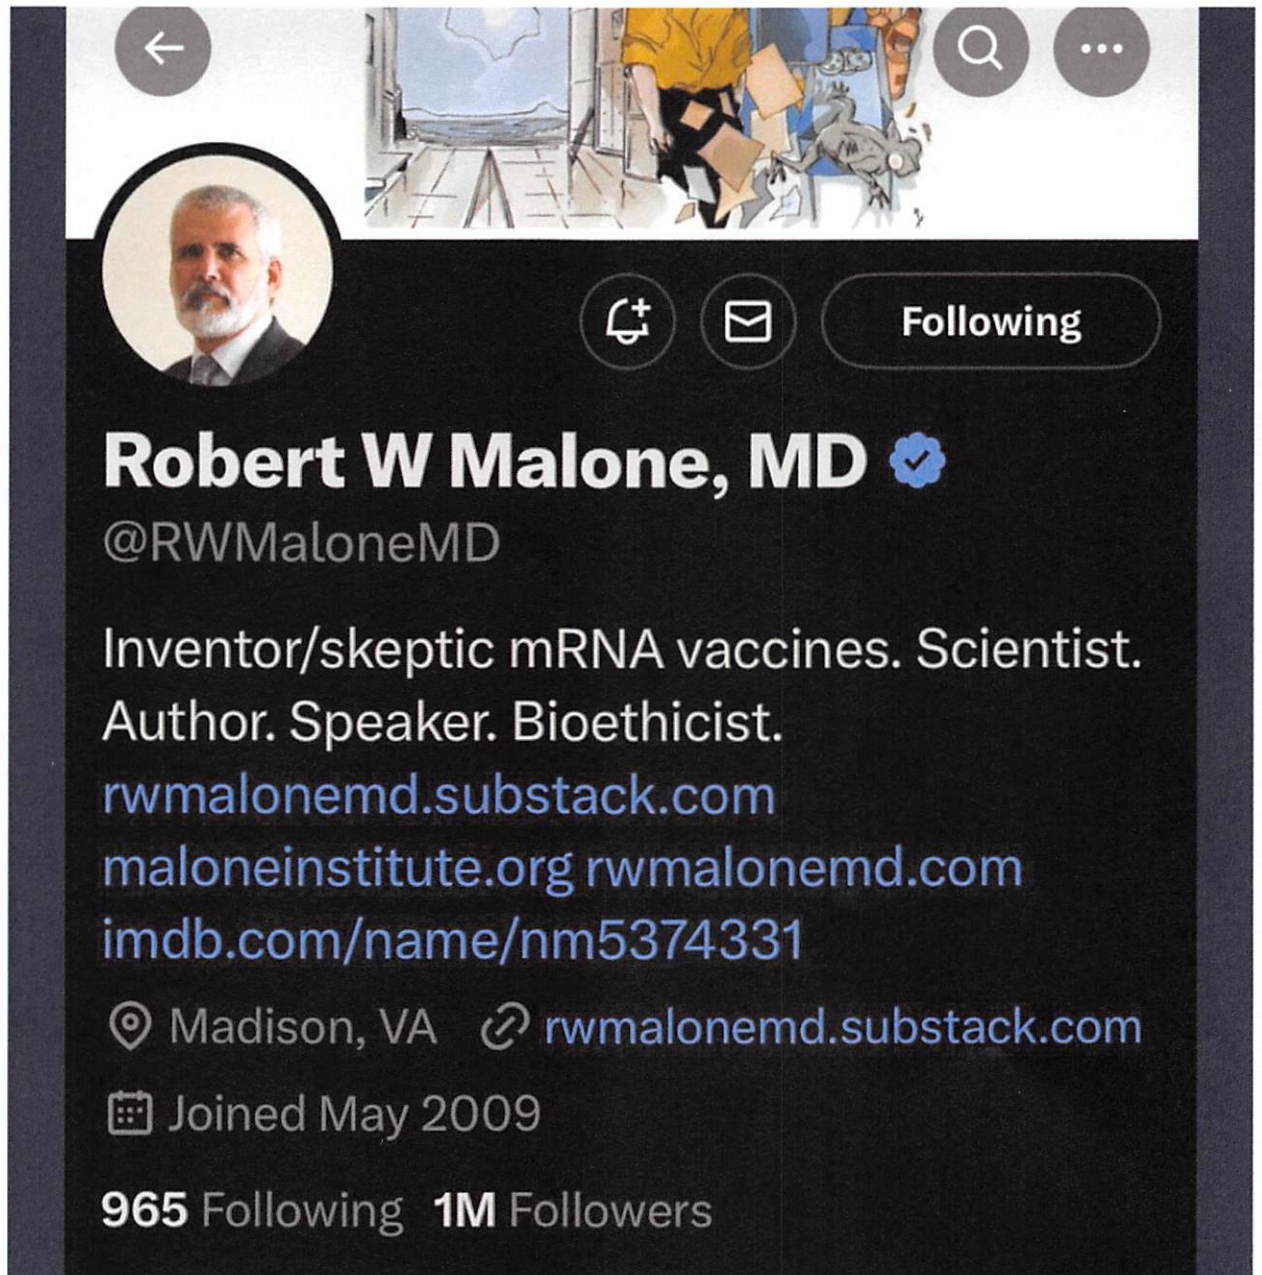 Following
Robert W Malone, MD
@RWMaloneMD
Inventor/skeptic mRNA vaccines. Scientist.
Author. Speaker. Bioethicist.
rwmalonemd.substack.com
maloneinstitute.org rwmalonemd.com
imdb.com/name/nm5374331
Madison, VA rwmalonemd.substack.com
Joined May 2009
965 Following 1M Followers